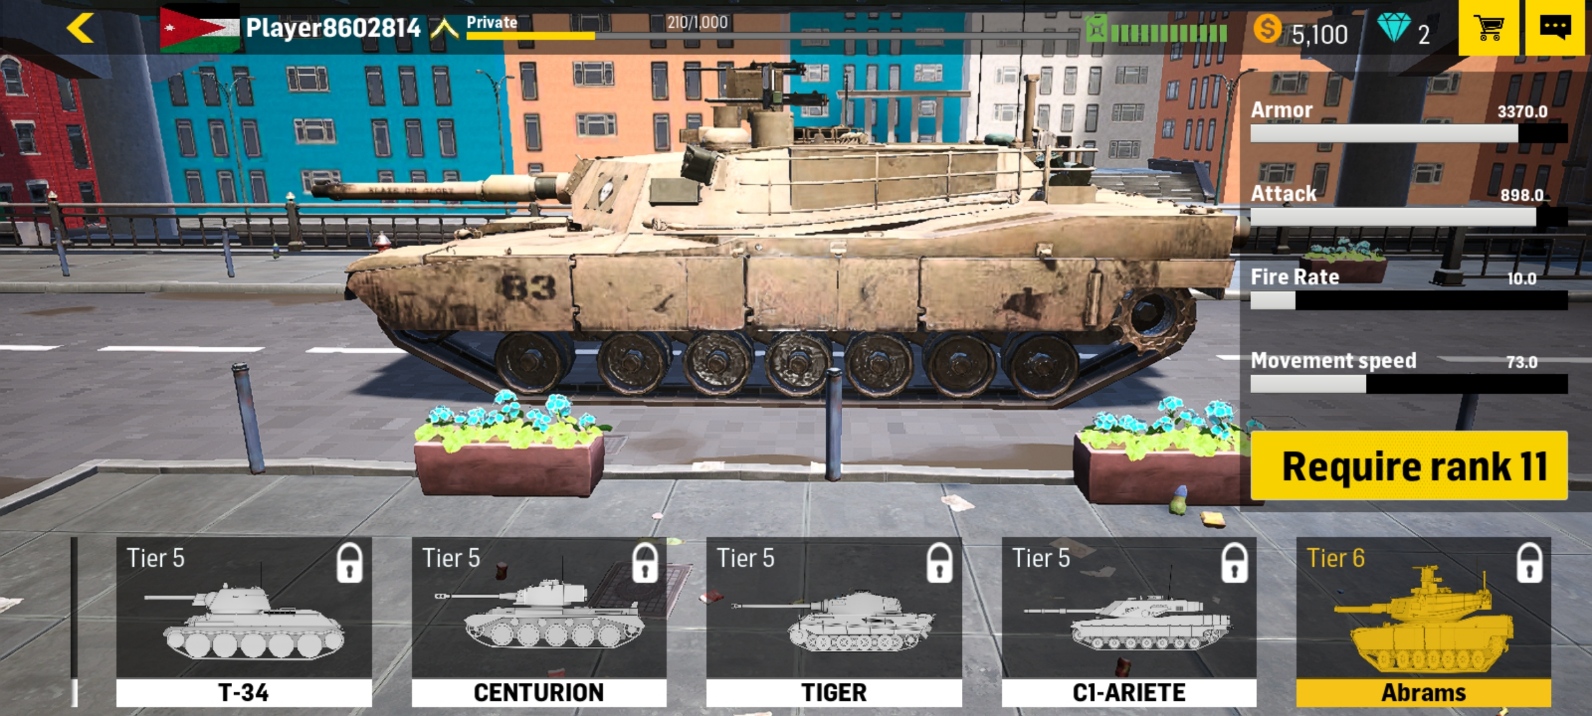 Player8602814
Private
210/1,000
5,100
2
Armor
3370.0
Attack
898.0
Fire Rate
10.0
Movement speed
73.0
Require rank 11
83
Tier 5
T-34
Tier 5
CENTURION
Tier 5
TIGER
Tier 5
C1-ARIETE
Tier 6
Abrams